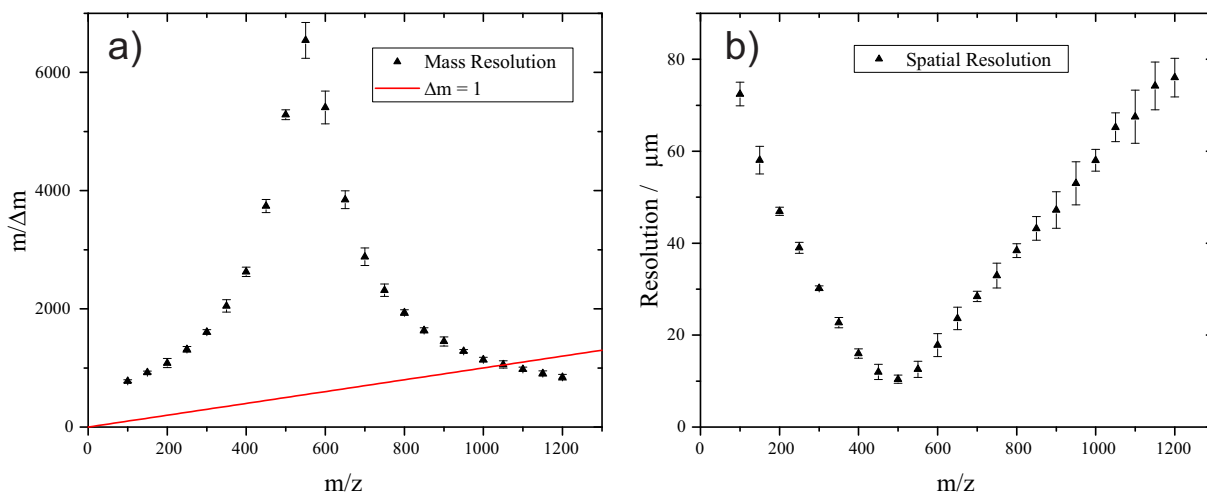 a)
Mass Resolution
Δm = 1
6000
4000
2000
0
m/Δm
0 200 400 600 800 1000 1200
m/z
b)
Spatial Resolution
80
60
40
20
0
Resolution / μm
0 200 400 600 800 1000 1200
m/z